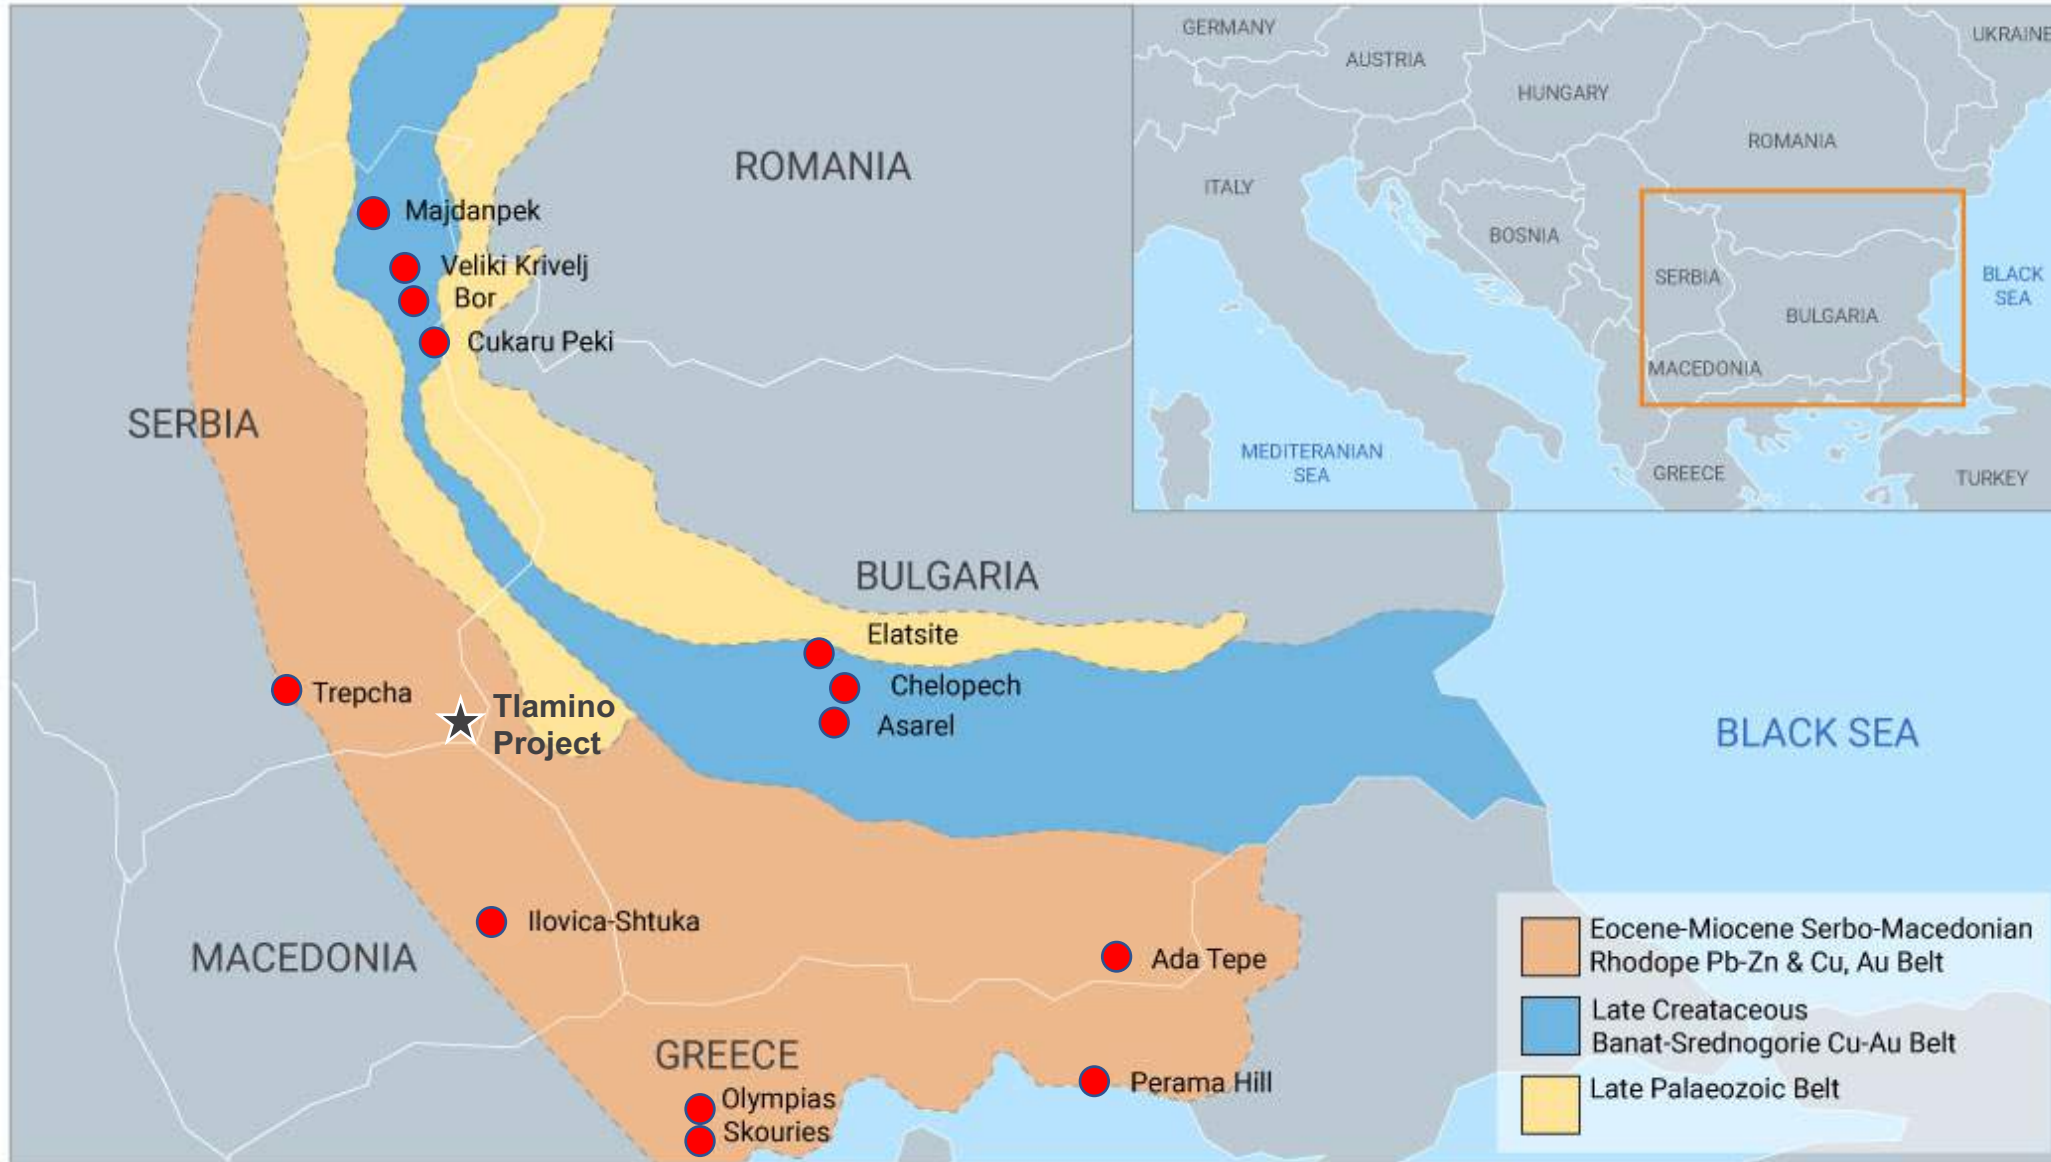 GERMANY
AUSTRIA
UKRAINE
HUNGARY
ROMANIA
ITALY
BOSNIA
SERBIA
BLACK
SEA
BULGARIA
MACEDONIA
MEDITERANIAN
SEA
GREECE
TURKEY
ROMANIA
Majdanpek
Veliki Krivelj
Bor
Cukaru Peki
SERBIA
BULGARIA
Elatsite
Chelopech
Asarel
Trepcha
Tlamino
Project
BLACK SEA
Ilovica-Shtuka
MACEDONIA
Ada Tepe
GREECE
Perama Hill
Olympias
Skouries
Eocene-Miocene Serbo-Macedonian
Rhodope Pb-Zn & Cu, Au Belt
Late Creataceous
Banat-Srednogorie Cu-Au Belt
Late Palaeozoic Belt